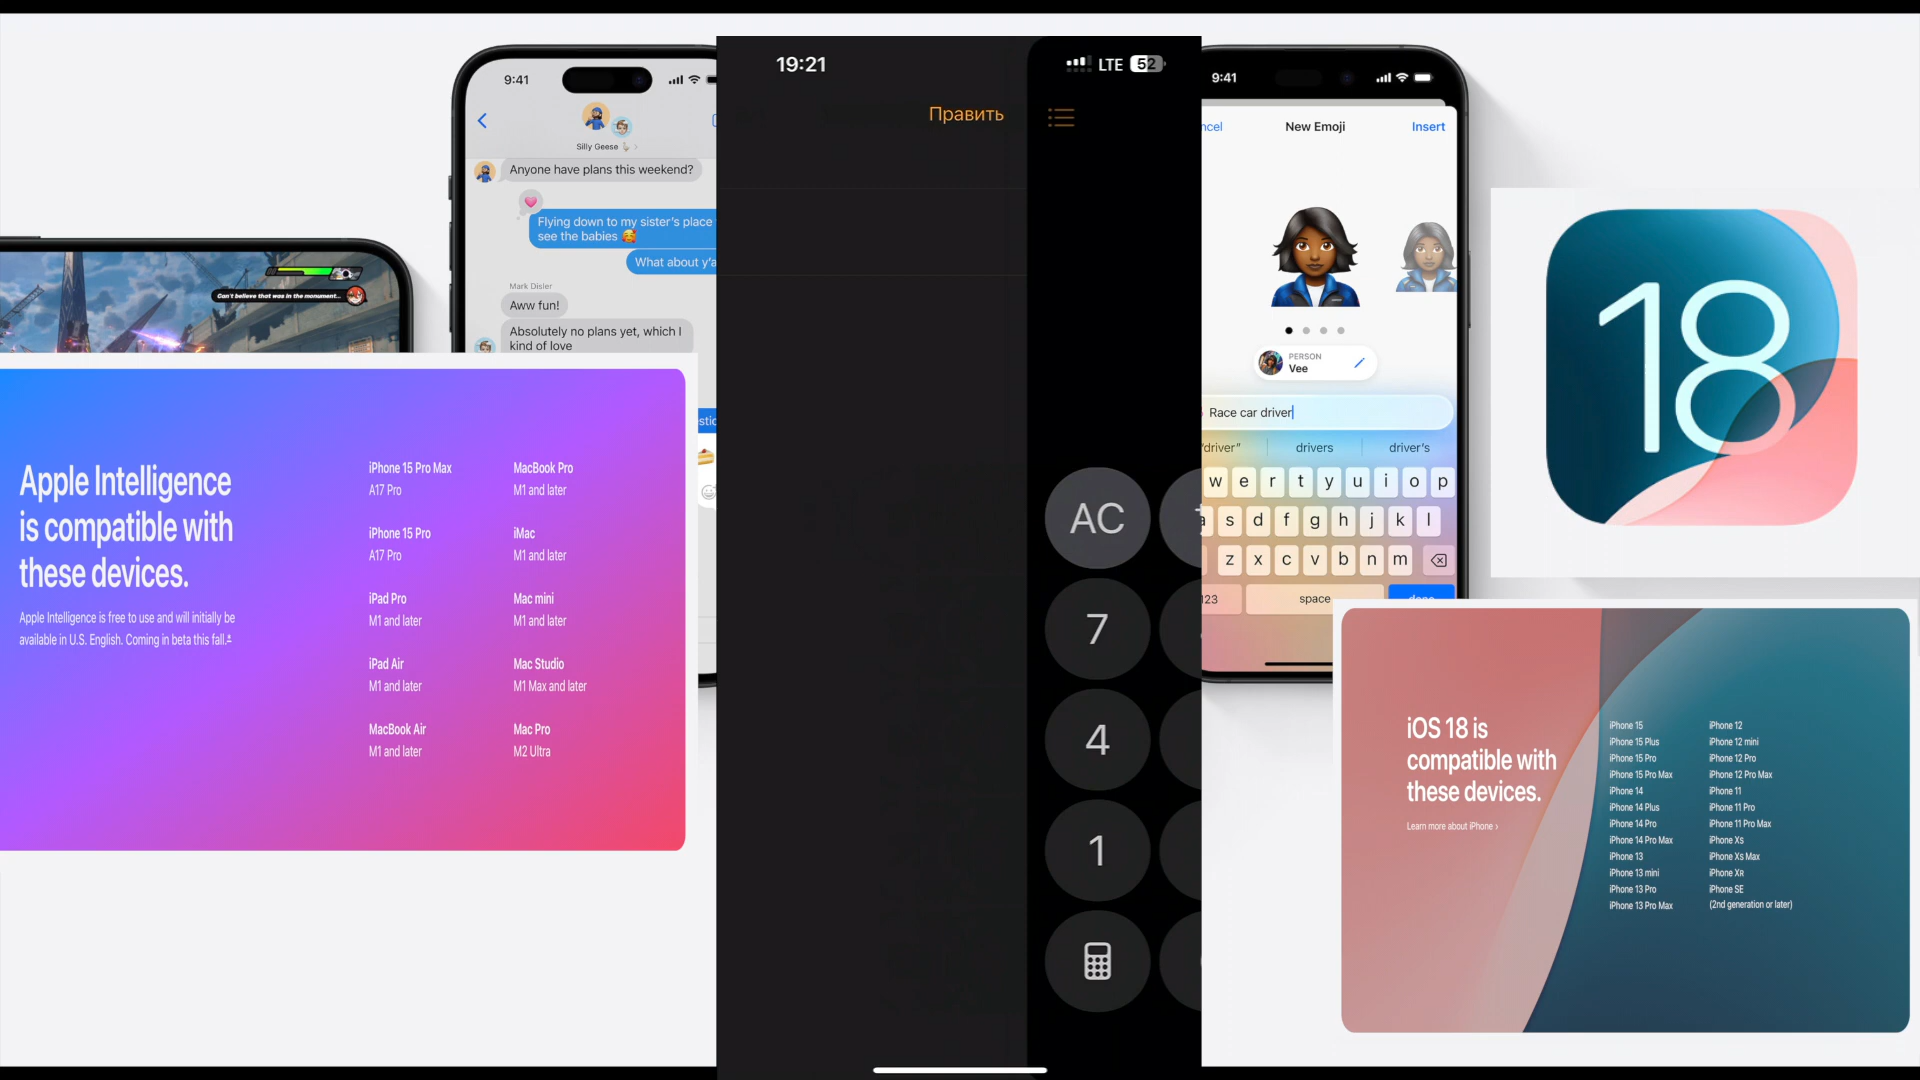 9:41
Silly Geese
Anyone have plans this weekend?
Flying down to my sister's place
see the babies 🥰
What about y'a
Mark Disler
Aww fun!
Absolutely no plans yet, which I
kind of love
Can't believe that was in the monument...
Apple Intelligence
is compatible with
these devices.
Apple Intelligence is free to use and will initially be
available in U.S. English. Coming in beta this fall.
iPhone 15 Pro Max
A17 Pro
iPhone 15 Pro
A17 Pro
iPad Pro
M1 and later
iPad Air
M1 and later
MacBook Air
M1 and later
MacBook Pro
M1 and later
iMac
M1 and later
Mac mini
M1 and later
Mac Studio
M1 Max and later
Mac Pro
M2 Ultra
19:21
LTE 52
Править
AC
7
4
1
9:41
ncel New Emoji Insert
PERSON
Vee
Race car driver
"driver" drivers driver's
w e r t y u i o p
a s d f g h j k l
z x c v b n m
123 space done
18
iOS 18 is
compatible with
these devices.
Learn more about iPhone >
iPhone 15
iPhone 15 Plus
iPhone 15 Pro
iPhone 15 Pro Max
iPhone 14
iPhone 14 Plus
iPhone 14 Pro
iPhone 14 Pro Max
iPhone 13
iPhone 13 mini
iPhone 13 Pro
iPhone 13 Pro Max
iPhone 12
iPhone 12 mini
iPhone 12 Pro
iPhone 12 Pro Max
iPhone 11
iPhone 11 Pro
iPhone 11 Pro Max
iPhone Xs
iPhone Xs Max
iPhone XR
iPhone SE
(2nd generation or later)